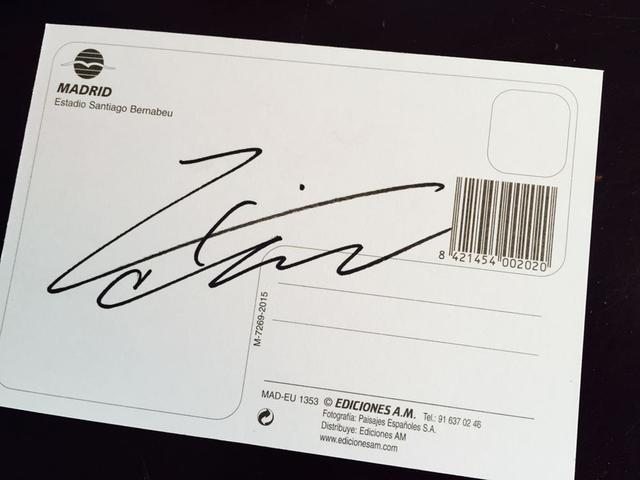 MADRID
Estadio Santiago Bernabeu
8 421454 002020
M-7269-2015
MAD-EU 1353 © EDICIONES A.M. Tel.: 91 637 02 46
Fotografía: Paisajes Españoles S.A.
Distribuye: Ediciones AM
www.edicionesam.com